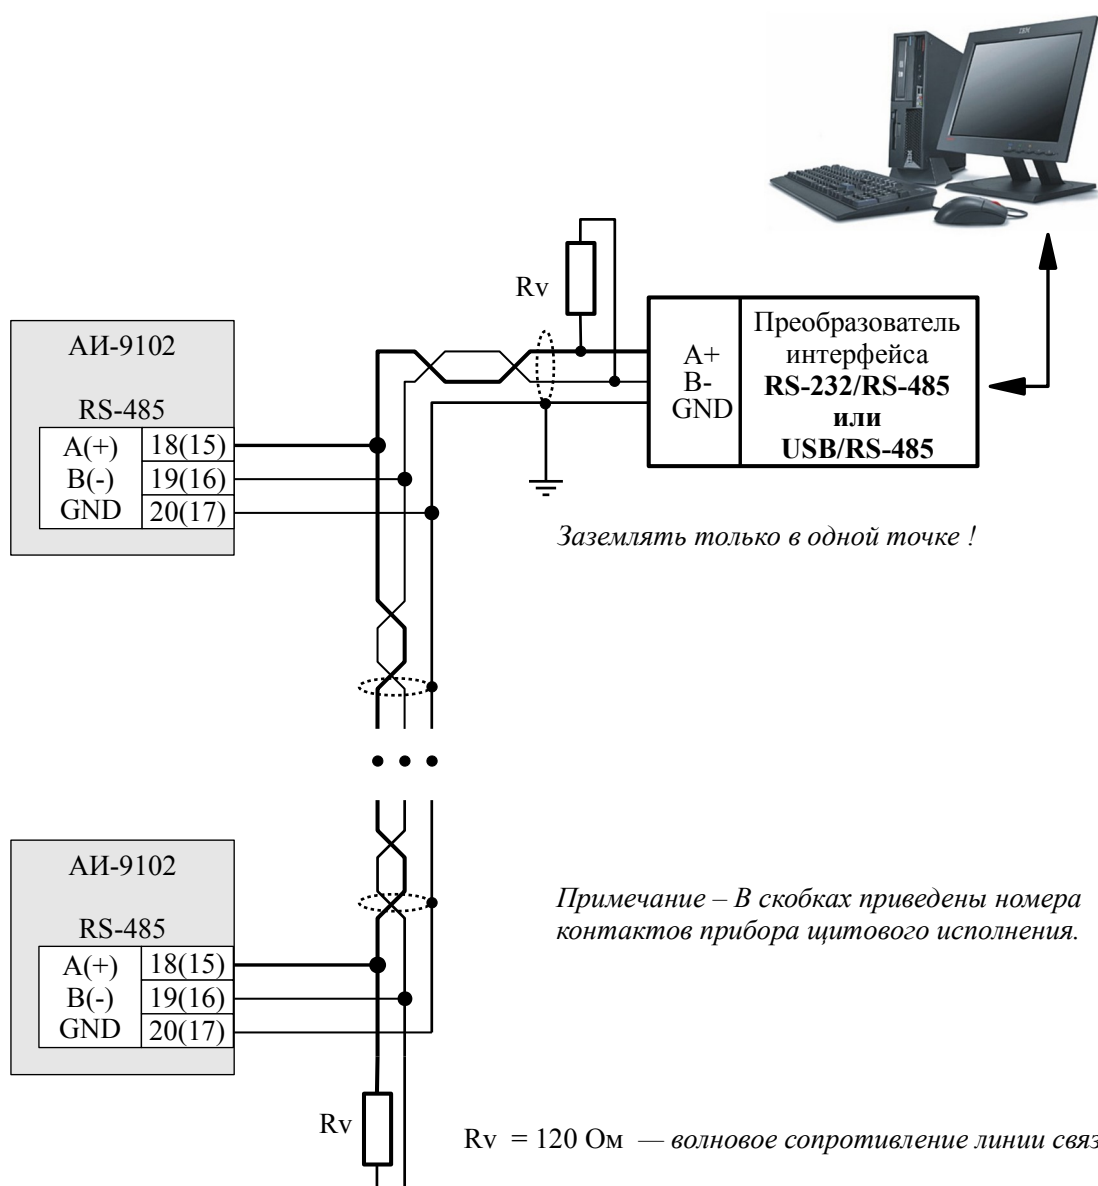 Rv
A+
B-
GND
Преобразователь
интерфейса
RS-232/RS-485
или
USB/RS-485
АИ-9102
RS-485
A(+) 18(15)
B(-) 19(16)
GND 20(17)
Заземлять только в одной точке !
АИ-9102
RS-485
A(+) 18(15)
B(-) 19(16)
GND 20(17)
Примечание – В скобках приведены номера
контактов прибора щитового исполнения.
Rv
Rv = 120 Ом — волновое сопротивление линии связ